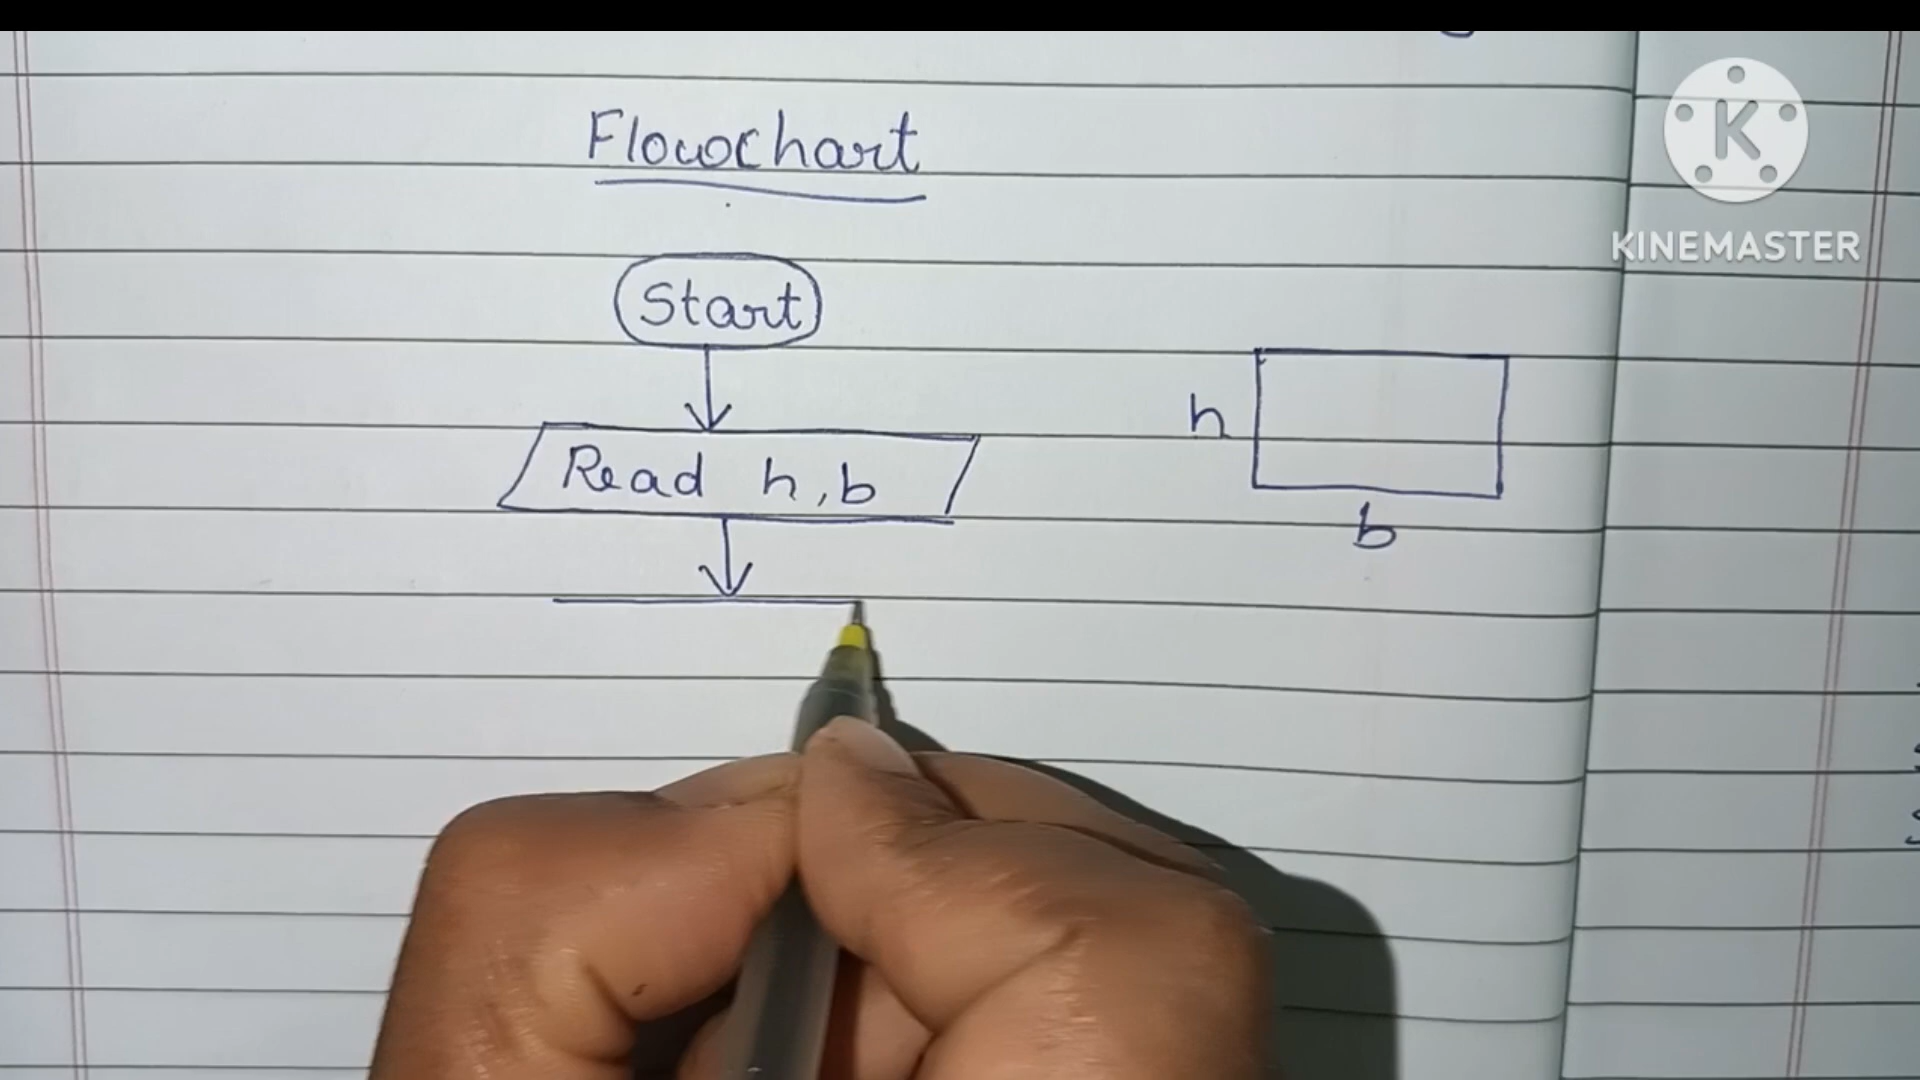 Flowchart
Start
Read h, b
h
b
K
KINEMASTER